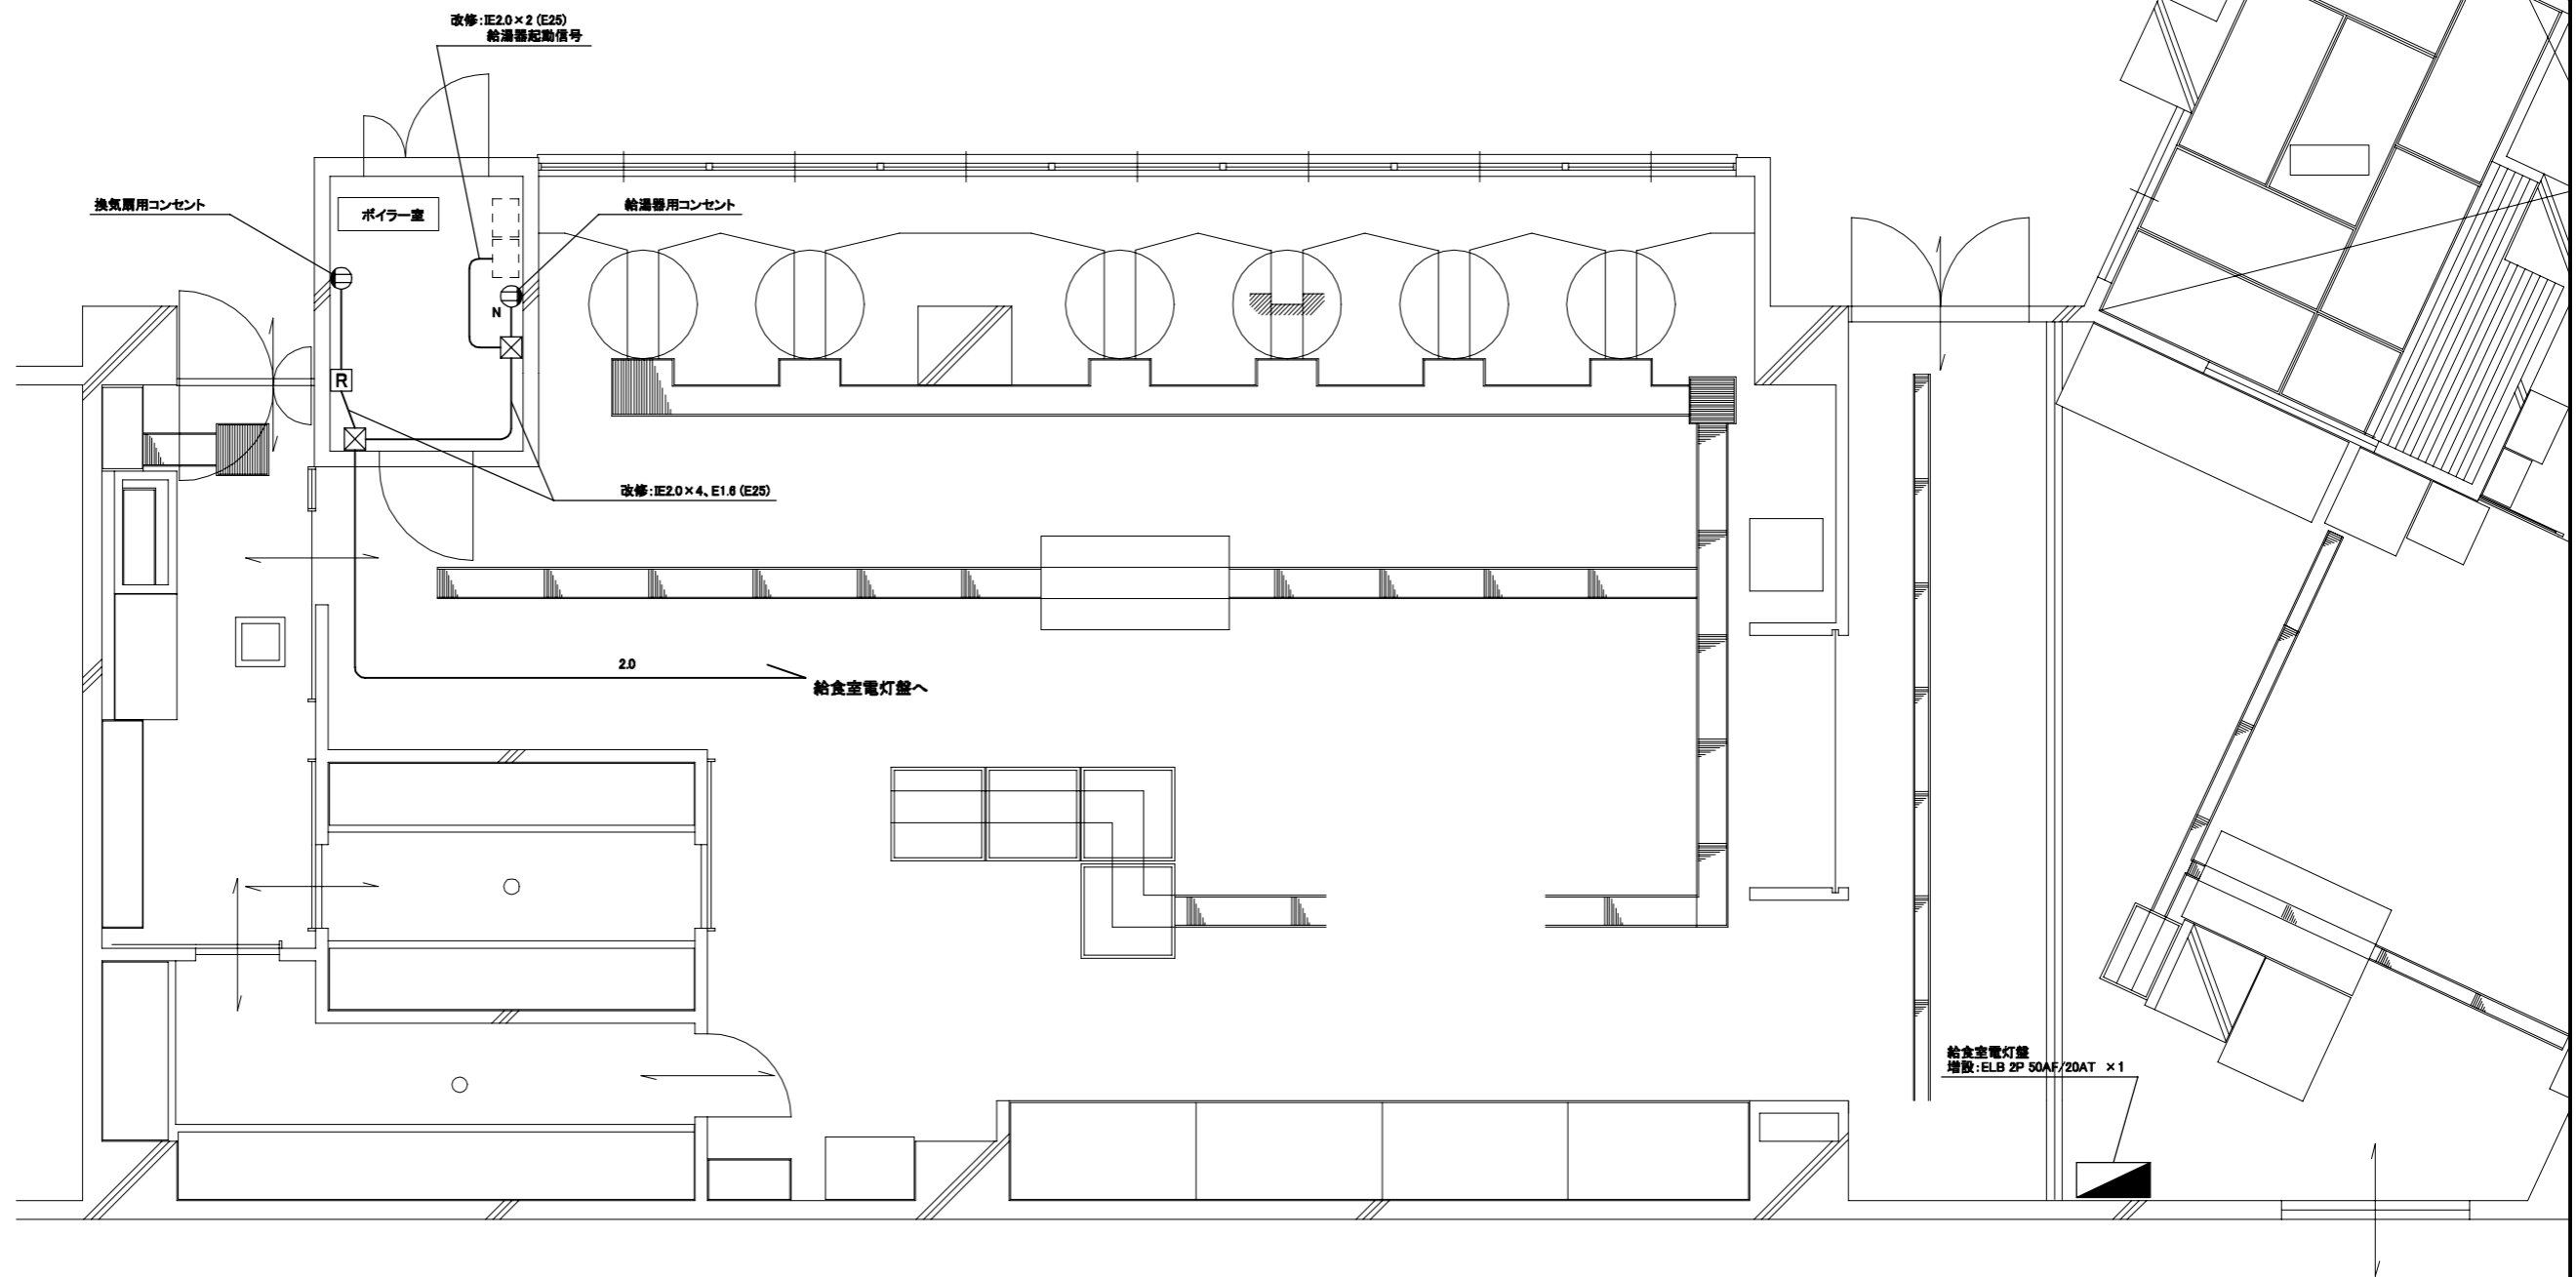 改修:IE2.0×2 (E25)
給湯器起動信号
換気扇用コンセント
ボイラー室
給湯器用コンセント
N
R
改修:IE2.0×4、E1.6 (E25)
2.0
給食室電灯盤へ
給食室電灯盤
増設:ELB 2P 50AF/20AT ×1